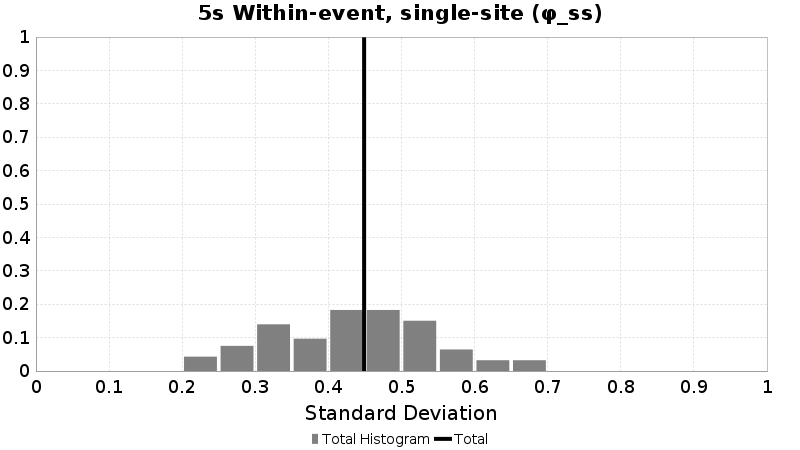 5s Within-event, single-site (φ_ss)
1
0.9
0.8
0.7
0.6
0.5
0.4
0.3
0.2
0.1
0
0 0.1 0.2 0.3 0.4 0.5 0.6 0.7 0.8 0.9 1
Standard Deviation
Total Histogram Total